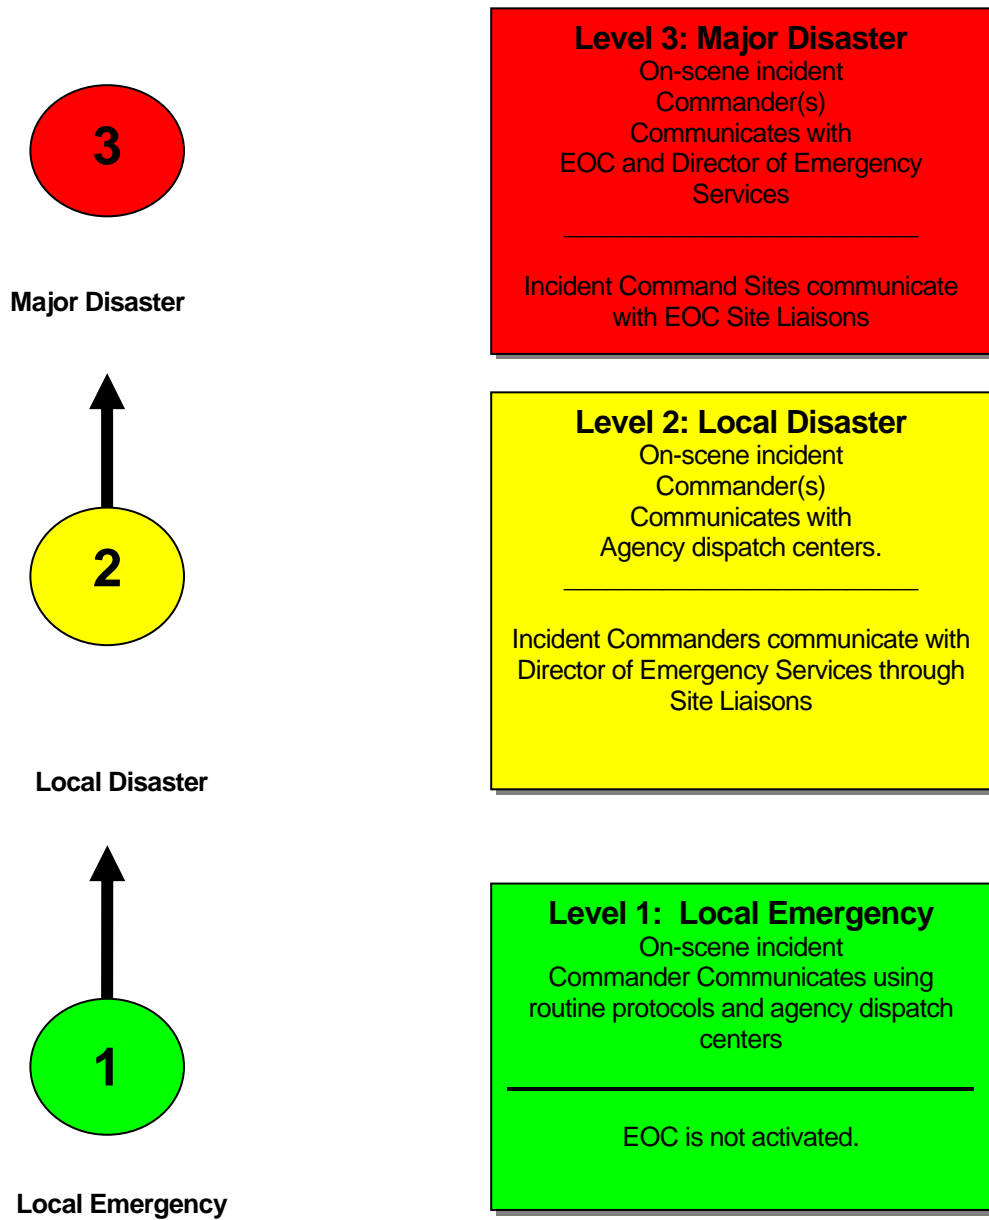 3
Major Disaster
Level 3: Major Disaster
On-scene incident
Commander(s)
Communicates with
EOC and Director of Emergency
Services
Incident Command Sites communicate
with EOC Site Liaisons
2
Local Disaster
Level 2: Local Disaster
On-scene incident
Commander(s)
Communicates with
Agency dispatch centers.
Incident Commanders communicate with
Director of Emergency Services through
Site Liaisons
1
Local Emergency
Level 1:  Local Emergency
On-scene incident
Commander Communicates using
routine protocols and agency dispatch
centers
EOC is not activated.